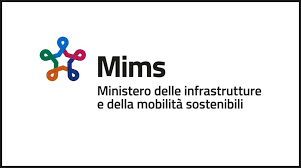 Mims
Ministero delle infrastrutture
e della mobilità sostenibili